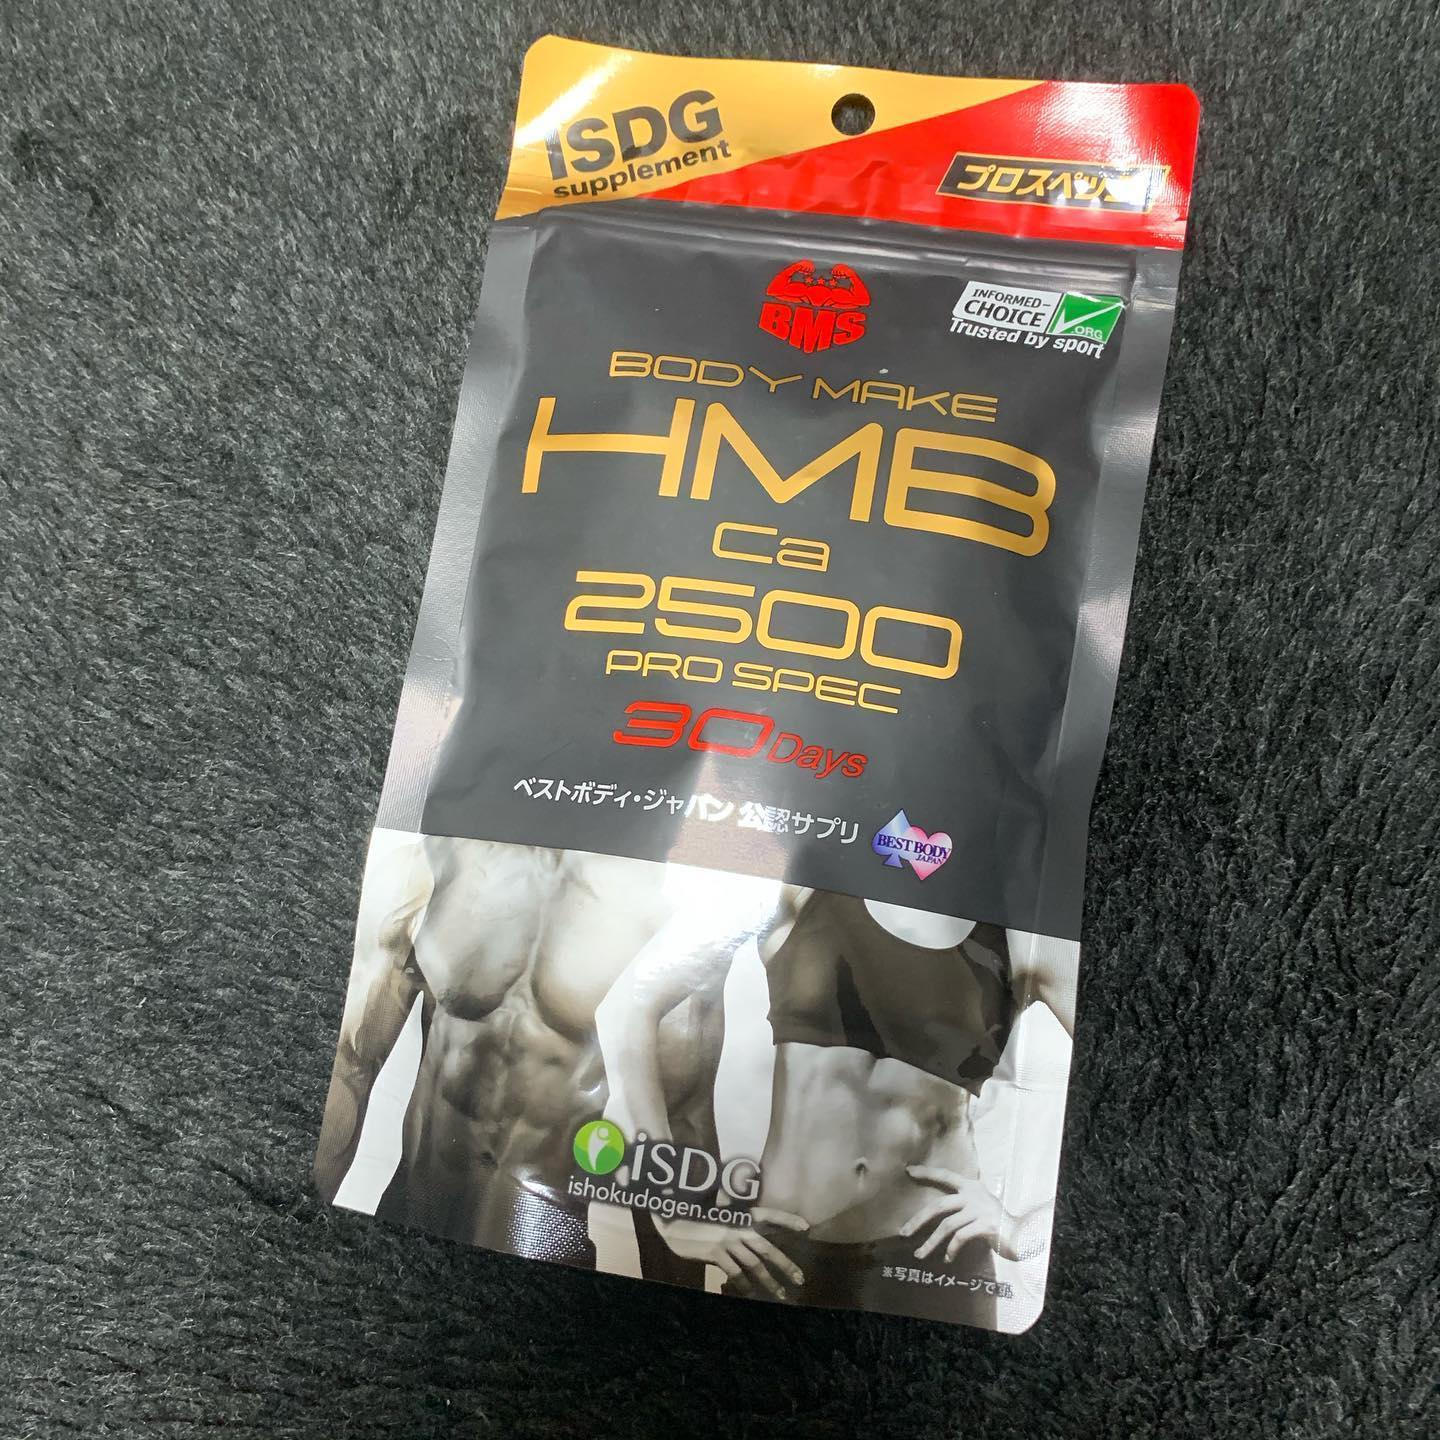 ISDG
supplement
プロスペック
BMS
INFORMED-
CHOICE
.ORG
Trusted by sport
BODY MAKE
HMB
Ca
2500
PRO SPEC
30Days
ベストボディ・ジャパン 公認サプリ
BEST BODY
JAPAN
iSDG
ishokudogen.com
※写真はイメージです。